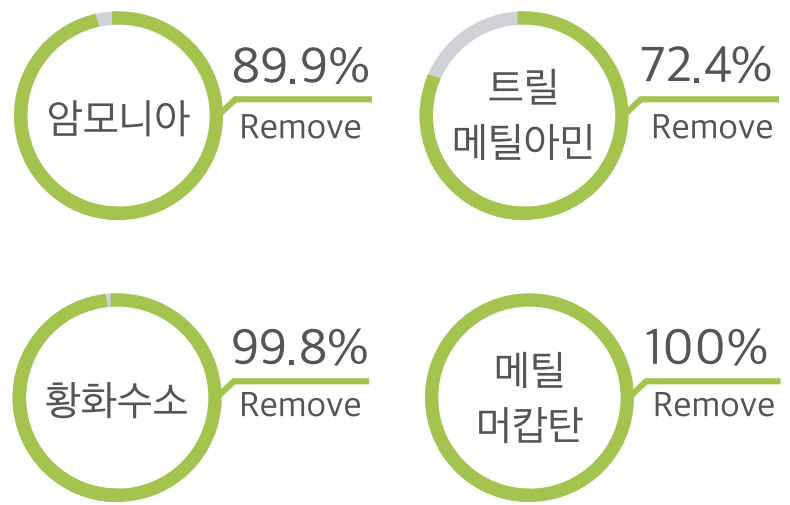 암모니아
89.9%
Remove
트릴
메틸아민
72.4%
Remove
황화수소
99.8%
Remove
메틸
머캅탄
100%
Remove